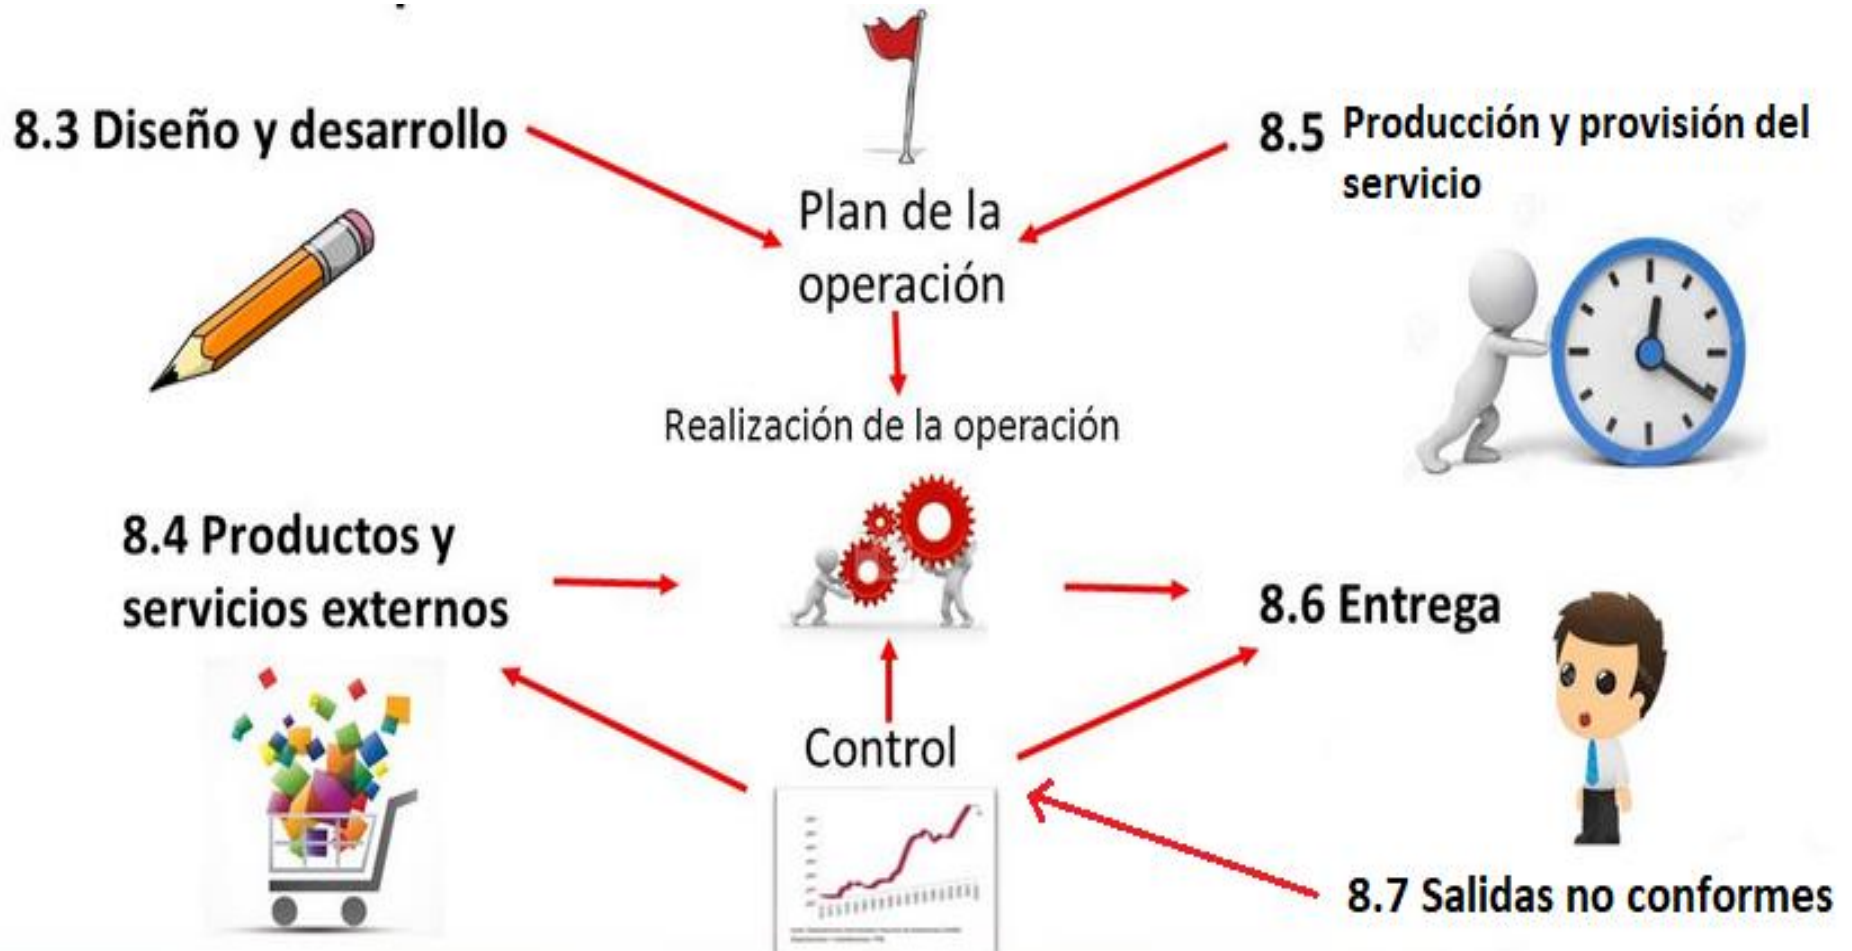 8.3 Diseño y desarrollo
8.5 Producción y provisión del
servicio
Plan de la
operación
Realización de la operación
8.4 Productos y
servicios externos
8.6 Entrega
Control
8.7 Salidas no conformes